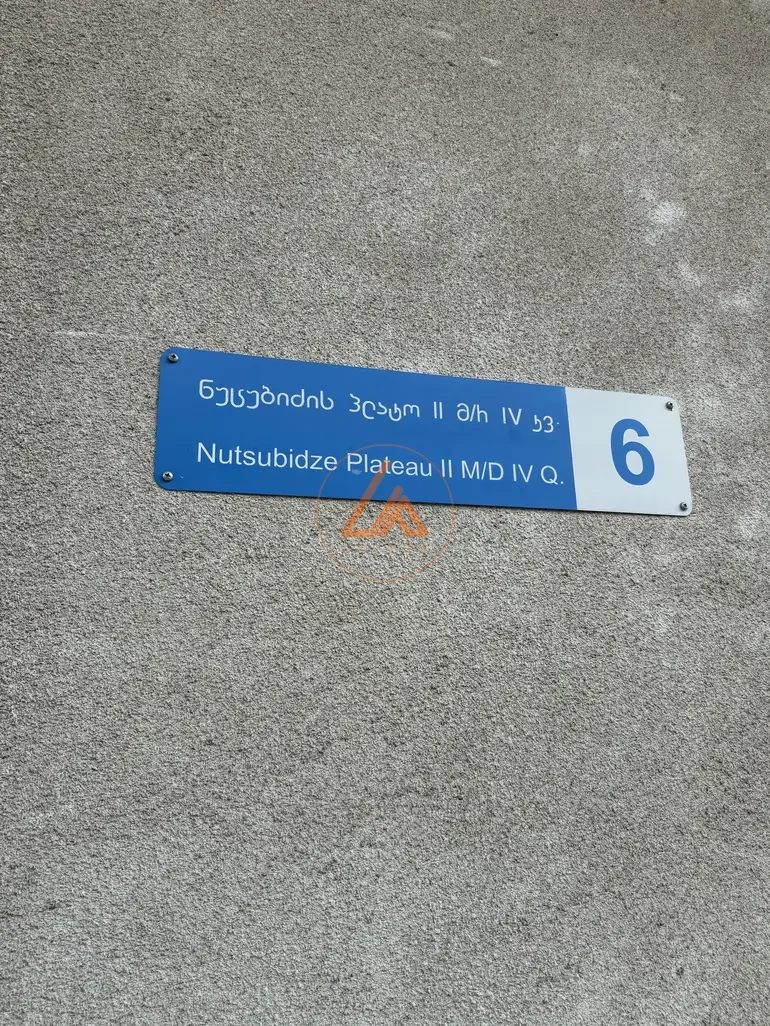 ნუცუბიძის პლატო II მ/რ IV კვ.
Nutsubidze Plateau II M/D IV Q.
6